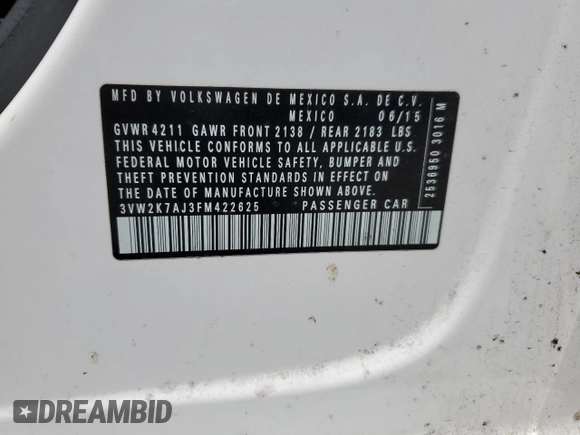 MFD BY VOLKSWAGEN DE MEXICO S.A. DE C.V.
MEXICO 06/15
GVWR 4211 GAWR FRONT 2138 / REAR 2183 LBS
THIS VEHICLE CONFORMS TO ALL APPLICABLE U.S.
FEDERAL MOTOR VEHICLE SAFETY, BUMPER AND
THEFT PREVENTION STANDARDS IN EFFECT ON
THE DATE OF MANUFACTURE SHOWN ABOVE.
3VW2K7AJ3FM422625 PASSENGER CAR
2536950 3016 M
DREAMBID